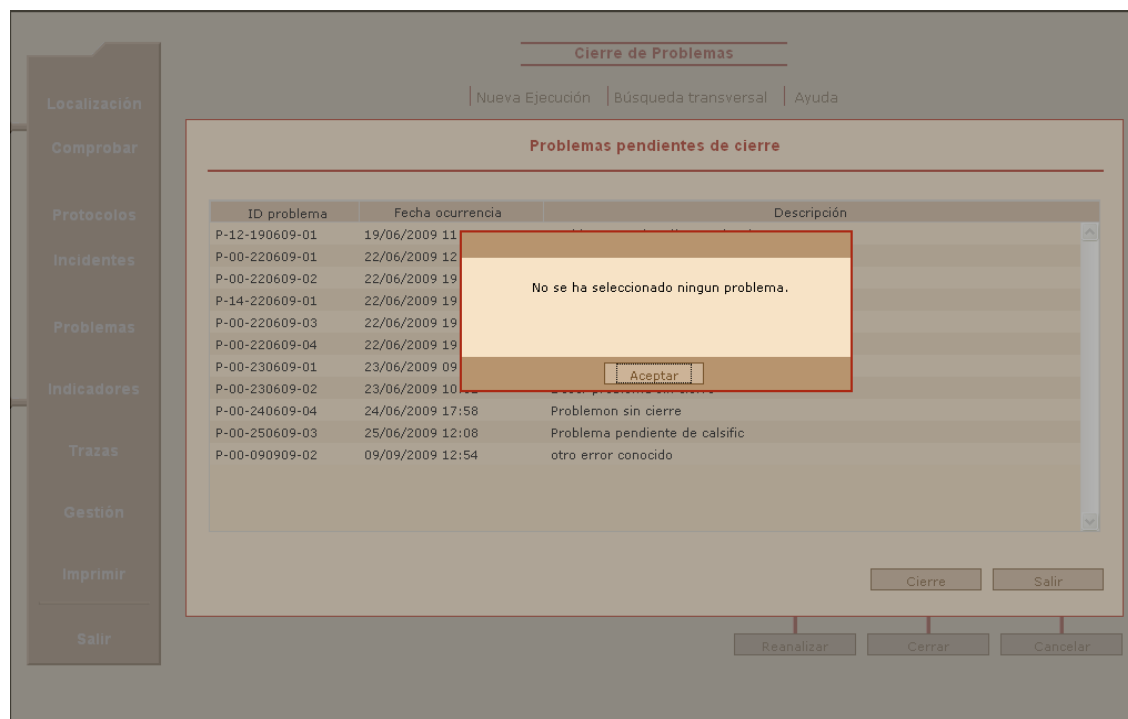 Cierre de Problemas
Nueva Ejecución Búsqueda transversal Ayuda
Localización
Comprobar
Protocolos
Incidentes
Problemas
Indicadores
Trazas
Gestión
Imprimir
Salir
Problemas pendientes de cierre
ID problema Fecha ocurrencia Descripción
P-12-190609-01 19/06/2009 11
P-00-220609-01 22/06/2009 12
P-00-220609-02 22/06/2009 19
P-14-220609-01 22/06/2009 19
P-00-220609-03 22/06/2009 19
P-00-220609-04 22/06/2009 19
P-00-230609-01 23/06/2009 09
P-00-230609-02 23/06/2009 10
P-00-240609-04 24/06/2009 17:58 Problemon sin cierre
P-00-250609-03 25/06/2009 12:08 Problema pendiente de calsific
P-00-090909-02 09/09/2009 12:54 otro error conocido
No se ha seleccionado ningun problema.
Aceptar
Cierre Salir
Reanalizar Cerrar Cancelar